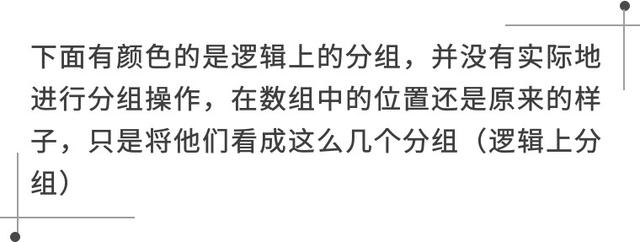 下面有颜色的是逻辑上的分组，并没有实际地
进行分组操作，在数组中的位置还是原来的样
子，只是将他们看成这么几个分组（逻辑上分
组）